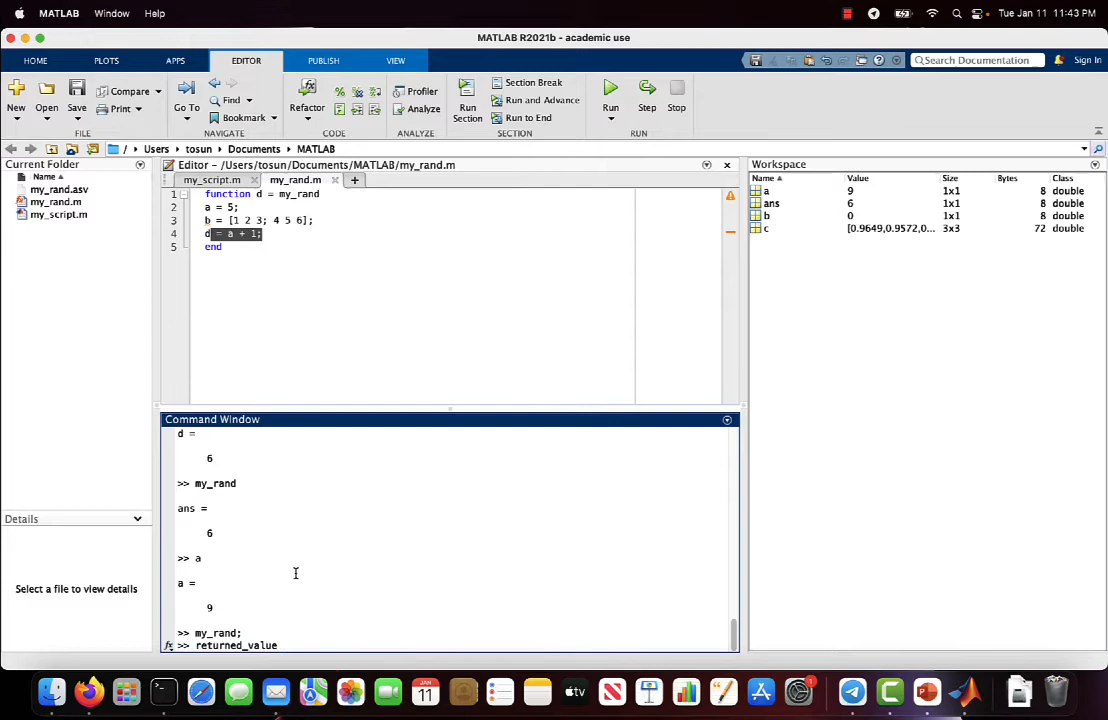 MATLAB Window Help Tue Jan 11 11:43 PM
MATLAB R2021b - academic use
HOME PLOTS APPS EDITOR PUBLISH VIEW Search Documentation Sign In
New Open Save Compare Print Go To Find Bookmark Refactor Profiler Analyze Run Section Section Break Run and Advance Run to End Run Step Stop
FILE NAVIGATE CODE ANALYZE SECTION RUN
/ Users tosun Documents MATLAB
Current Folder
Name
my_rand.asv
my_rand.m
my_script.m
Details
Select a file to view details
Editor - /Users/tosun/Documents/MATLAB/my_rand.m
my_script.m my_rand.m
1 function d = my_rand
2 a = 5;
3 b = [1 2 3; 4 5 6];
4 d = a + 1;
5 end
Command Window
d =
6
>> my_rand
ans =
6
>> a
a =
9
>> my_rand;
fx >> returned_value
Workspace
Name Value Size Bytes Class
a 9 1x1 8 double
ans 6 1x1 8 double
b 0 1x1 8 double
c [0.9649,0.9572,0... 3x3 72 double
JAN
11
tv
1